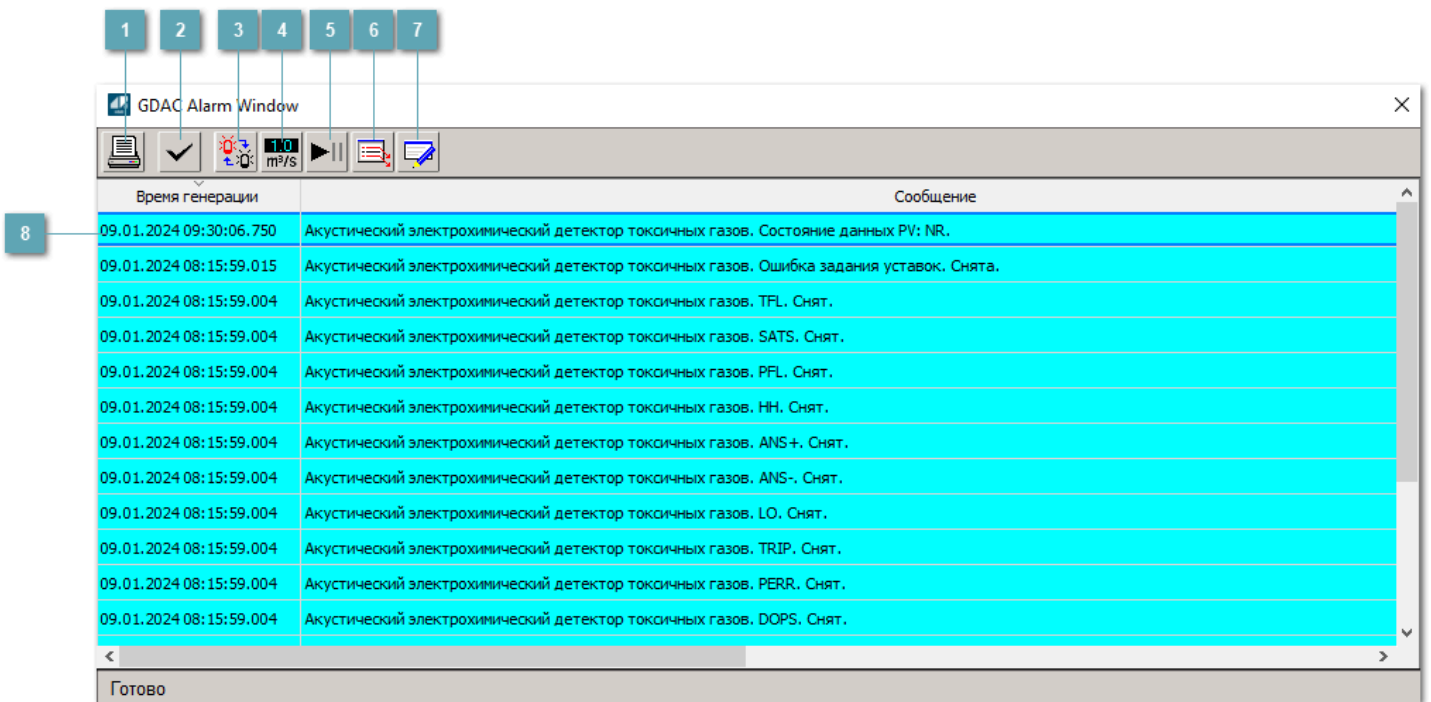 1 2 3 4 5 6 7
GDAC Alarm Window
1.0
m³/s
Время генерации Сообщение
8
09.01.2024 09:30:06.750 Акустический электрохимический детектор токсичных газов. Состояние данных PV: NR.
09.01.2024 08:15:59.015 Акустический электрохимический детектор токсичных газов. Ошибка задания уставок. Снята.
09.01.2024 08:15:59.004 Акустический электрохимический детектор токсичных газов. TFL. Снят.
09.01.2024 08:15:59.004 Акустический электрохимический детектор токсичных газов. SATS. Снят.
09.01.2024 08:15:59.004 Акустический электрохимический детектор токсичных газов. PFL. Снят.
09.01.2024 08:15:59.004 Акустический электрохимический детектор токсичных газов. HH. Снят.
09.01.2024 08:15:59.004 Акустический электрохимический детектор токсичных газов. ANS+. Снят.
09.01.2024 08:15:59.004 Акустический электрохимический детектор токсичных газов. ANS-. Снят.
09.01.2024 08:15:59.004 Акустический электрохимический детектор токсичных газов. LO. Снят.
09.01.2024 08:15:59.004 Акустический электрохимический детектор токсичных газов. TRIP. Снят.
09.01.2024 08:15:59.004 Акустический электрохимический детектор токсичных газов. PERR. Снят.
09.01.2024 08:15:59.004 Акустический электрохимический детектор токсичных газов. DOPS. Снят.
Готово